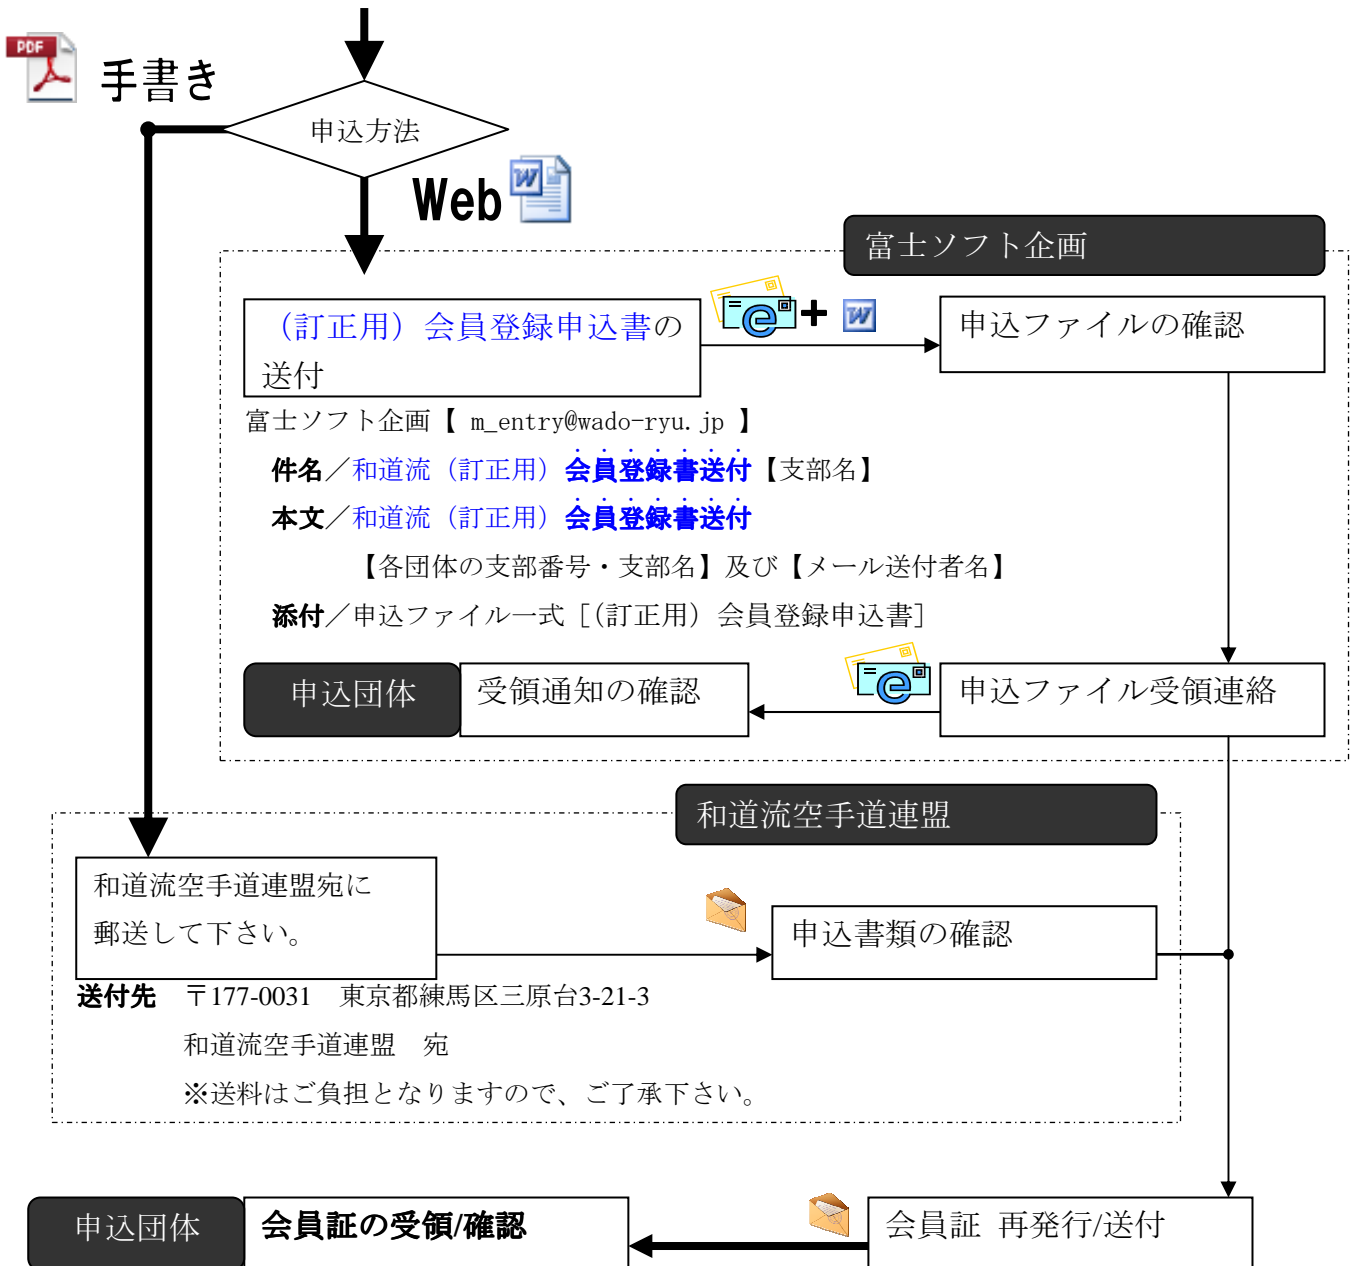 PDF
手書き
申込方法
Web
富士ソフト企画
（訂正用）会員登録申込書の
送付
申込ファイルの確認
富士ソフト企画【 m_entry@wado-ryu.jp 】
件名／和道流（訂正用）会員登録書送付【支部名】
本文／和道流（訂正用）会員登録書送付
【各団体の支部番号・支部名】及び【メール送付者名】
添付／申込ファイル一式［(訂正用）会員登録申込書］
申込団体
受領通知の確認
申込ファイル受領連絡
和道流空手道連盟
和道流空手道連盟宛に
郵送して下さい。
申込書類の確認
送付先　〒177-0031　東京都練馬区三原台3-21-3
和道流空手道連盟　宛
※送料はご負担となりますので、ご了承下さい。
申込団体
会員証の受領/確認
会員証 再発行/送付